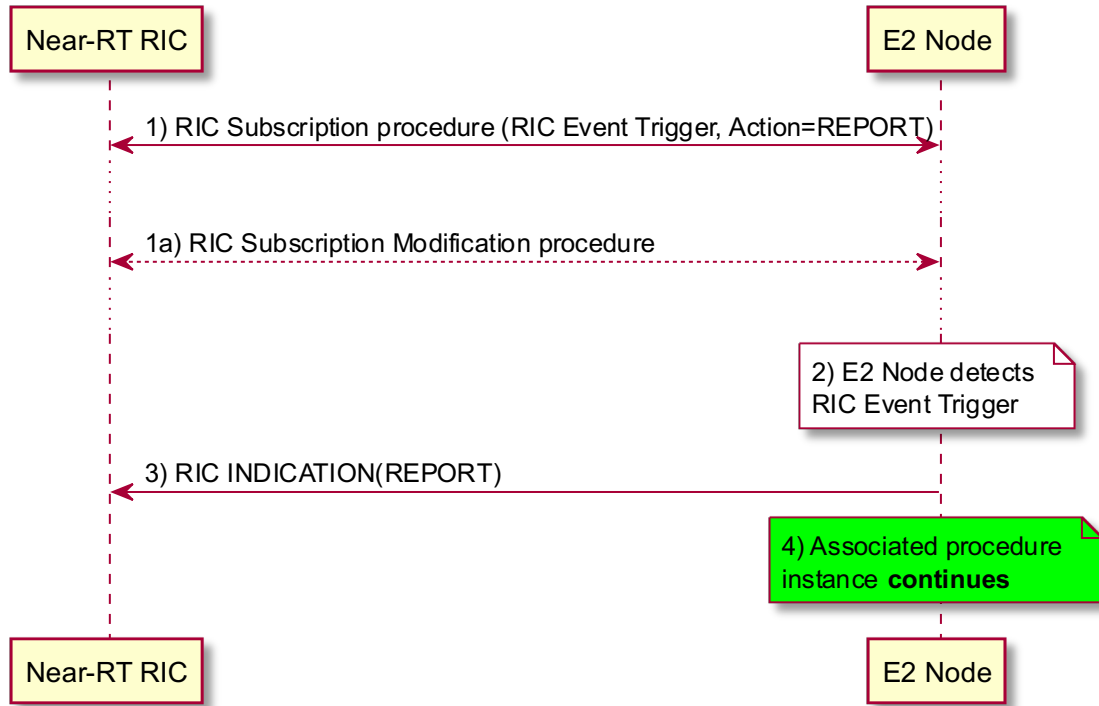 Near-RT RIC
E2 Node
1) RIC Subscription procedure (RIC Event Trigger, Action=REPORT)
1a) RIC Subscription Modification procedure
2) E2 Node detects
RIC Event Trigger
3) RIC INDICATION(REPORT)
4) Associated procedure
instance continues
Near-RT RIC
E2 Node